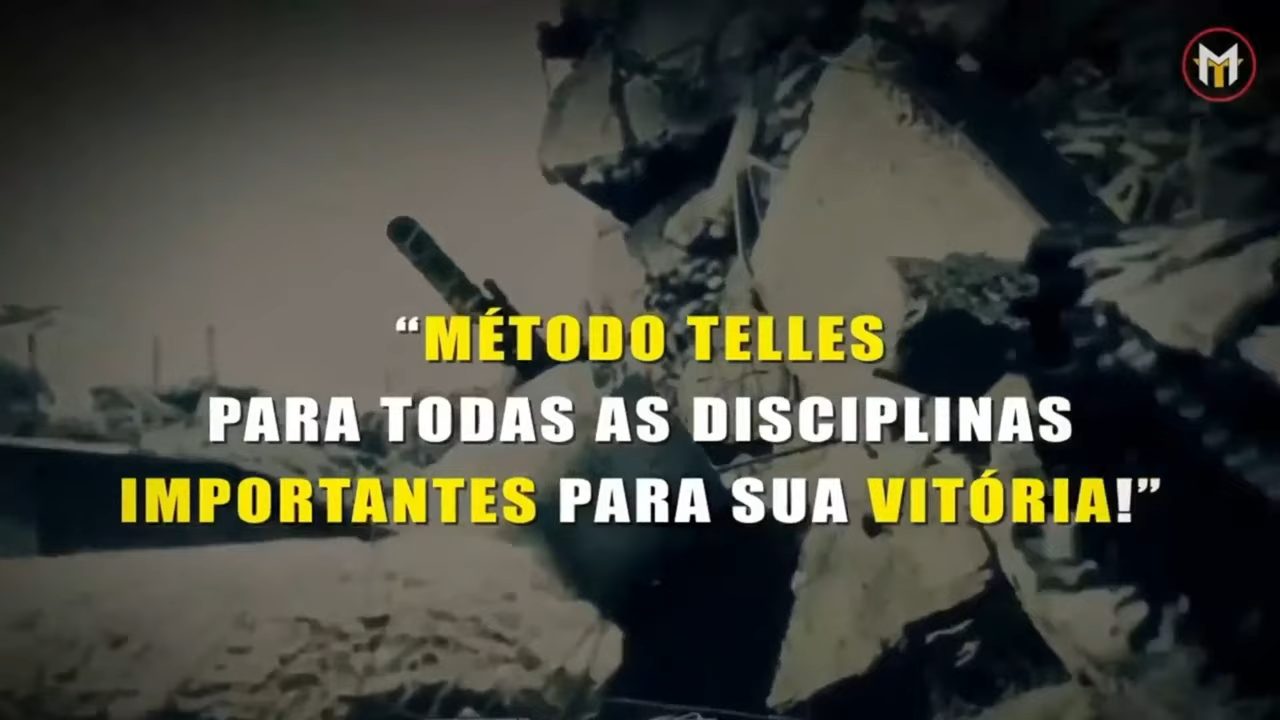 “MÉTODO TELLES
PARA TODAS AS DISCIPLINAS
IMPORTANTES PARA SUA VITÓRIA!”